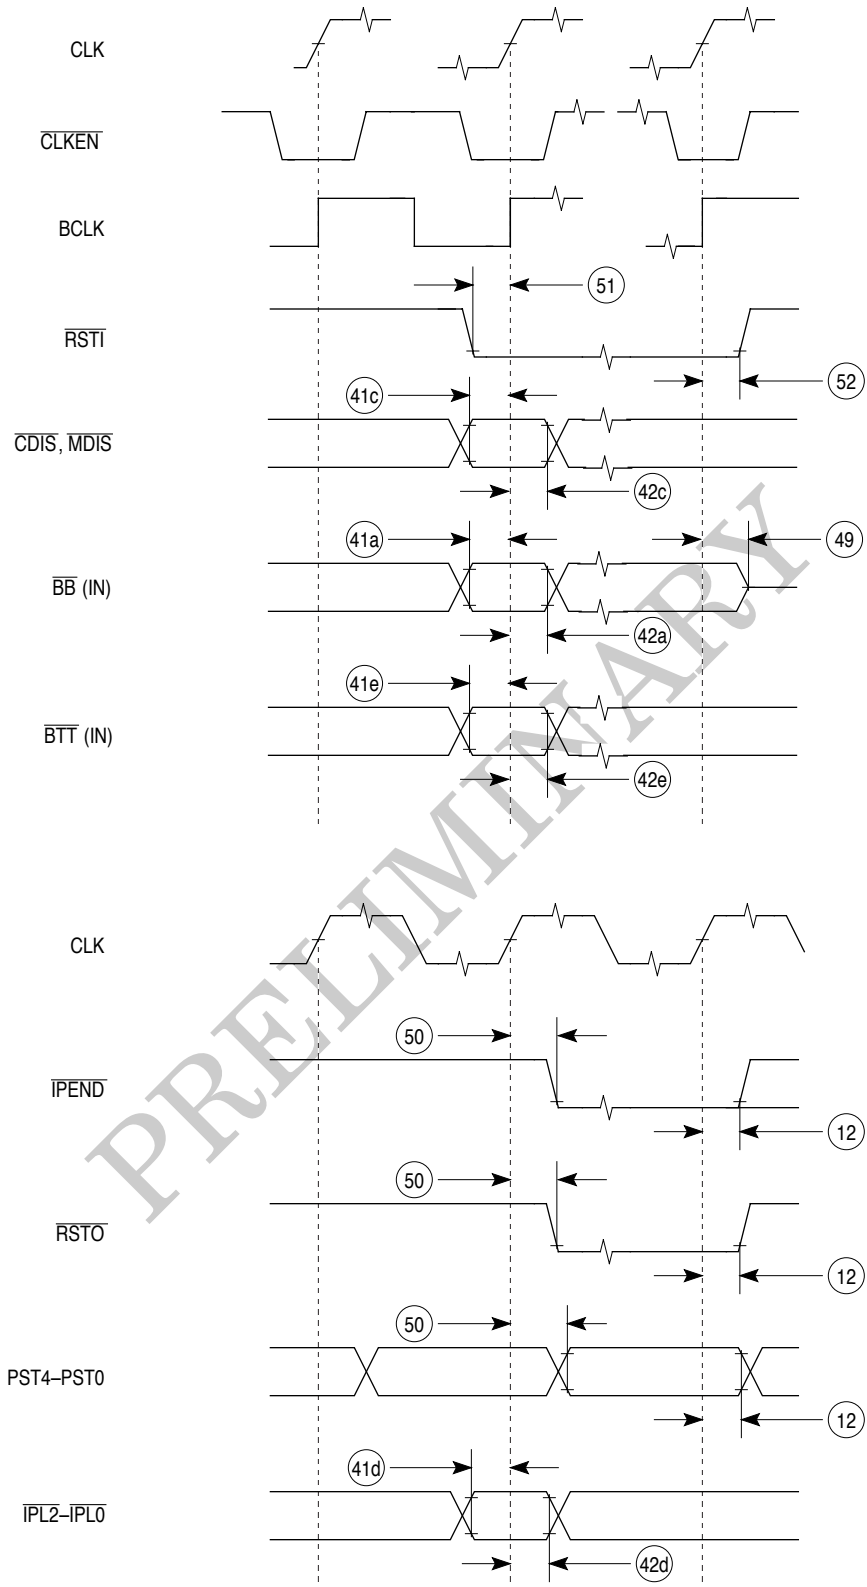 CLK
CLKEN
BCLK
51
RSTI
52
41c
CDIS, MDIS
42c
41a
49
BB (IN)
42a
41e
BTT (IN)
42e
PRELIMINARY
CLK
50
IPEND
12
50
RSTO
12
50
PST4–PST0
12
41d
IPL2–IPL0
42d